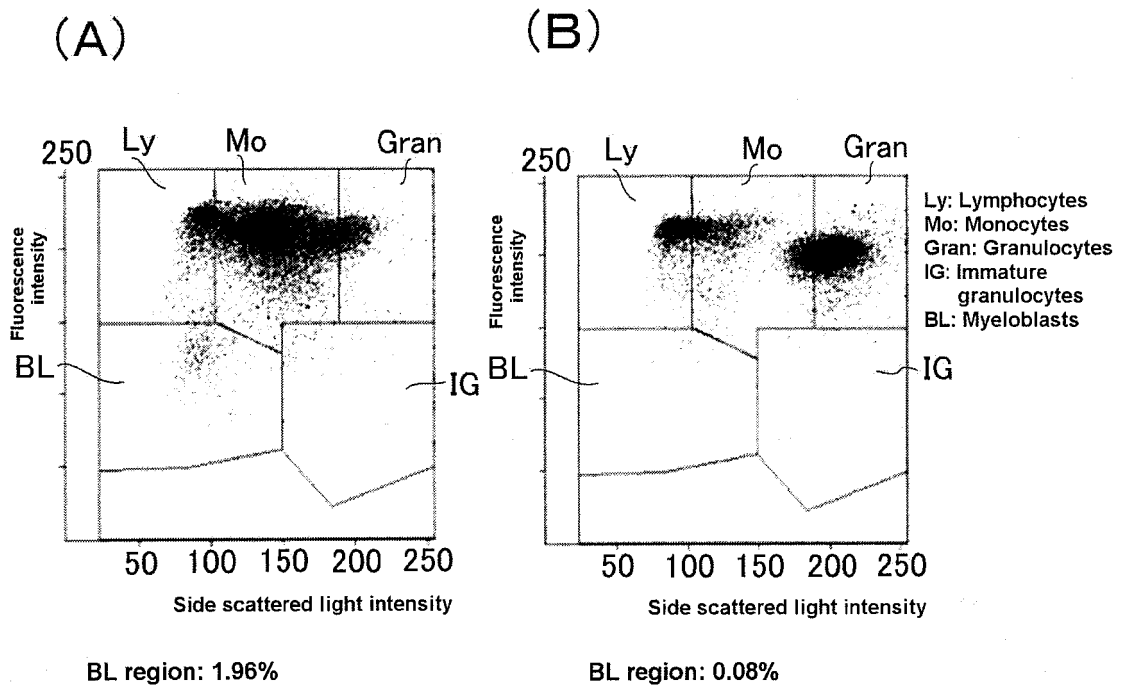 (A)
250
Ly
Mo
Gran
Fluorescence
intensity
BL
IG
50 100 150 200 250
Side scattered light intensity
BL region: 1.96%
(B)
250
Ly
Mo
Gran
Fluorescence
intensity
BL
IG
50 100 150 200 250
Side scattered light intensity
BL region: 0.08%
Ly: Lymphocytes
Mo: Monocytes
Gran: Granulocytes
IG: Immature
granulocytes
BL: Myeloblasts